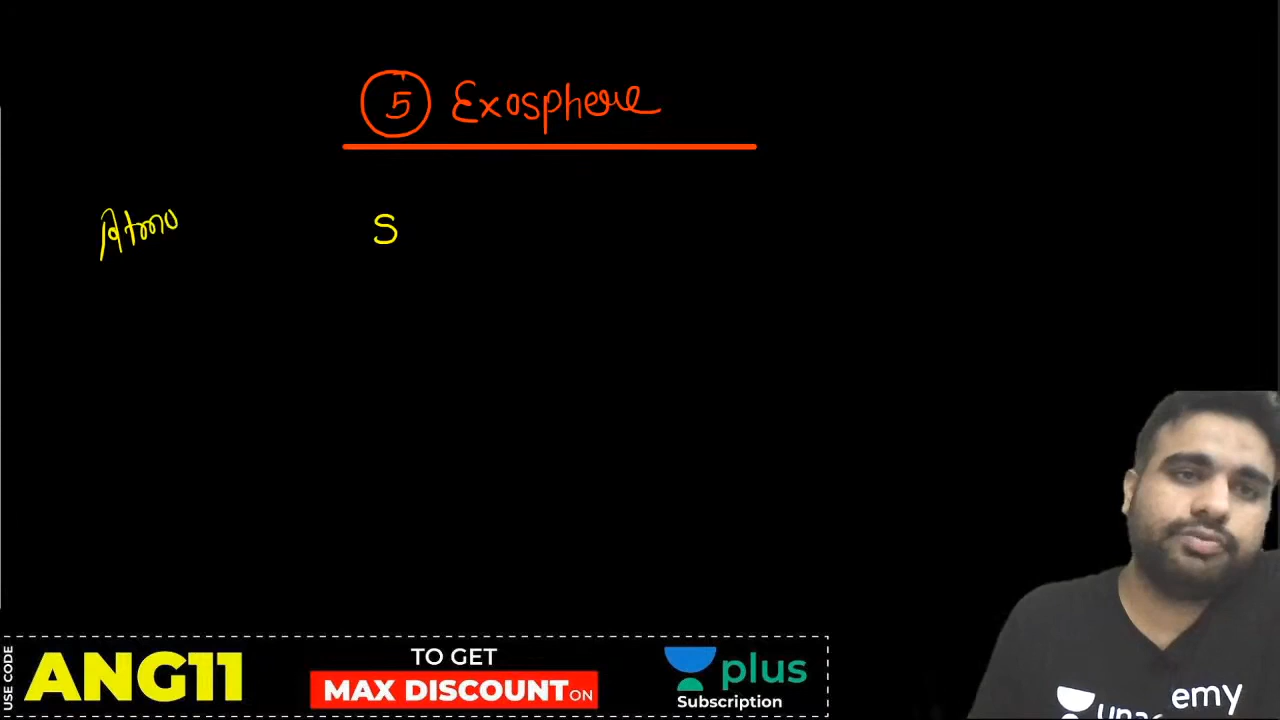 5 Exosphere
Atmo S
USE CODE
ANG11
TO GET
MAX DISCOUNT ON
plus
Subscription
emy